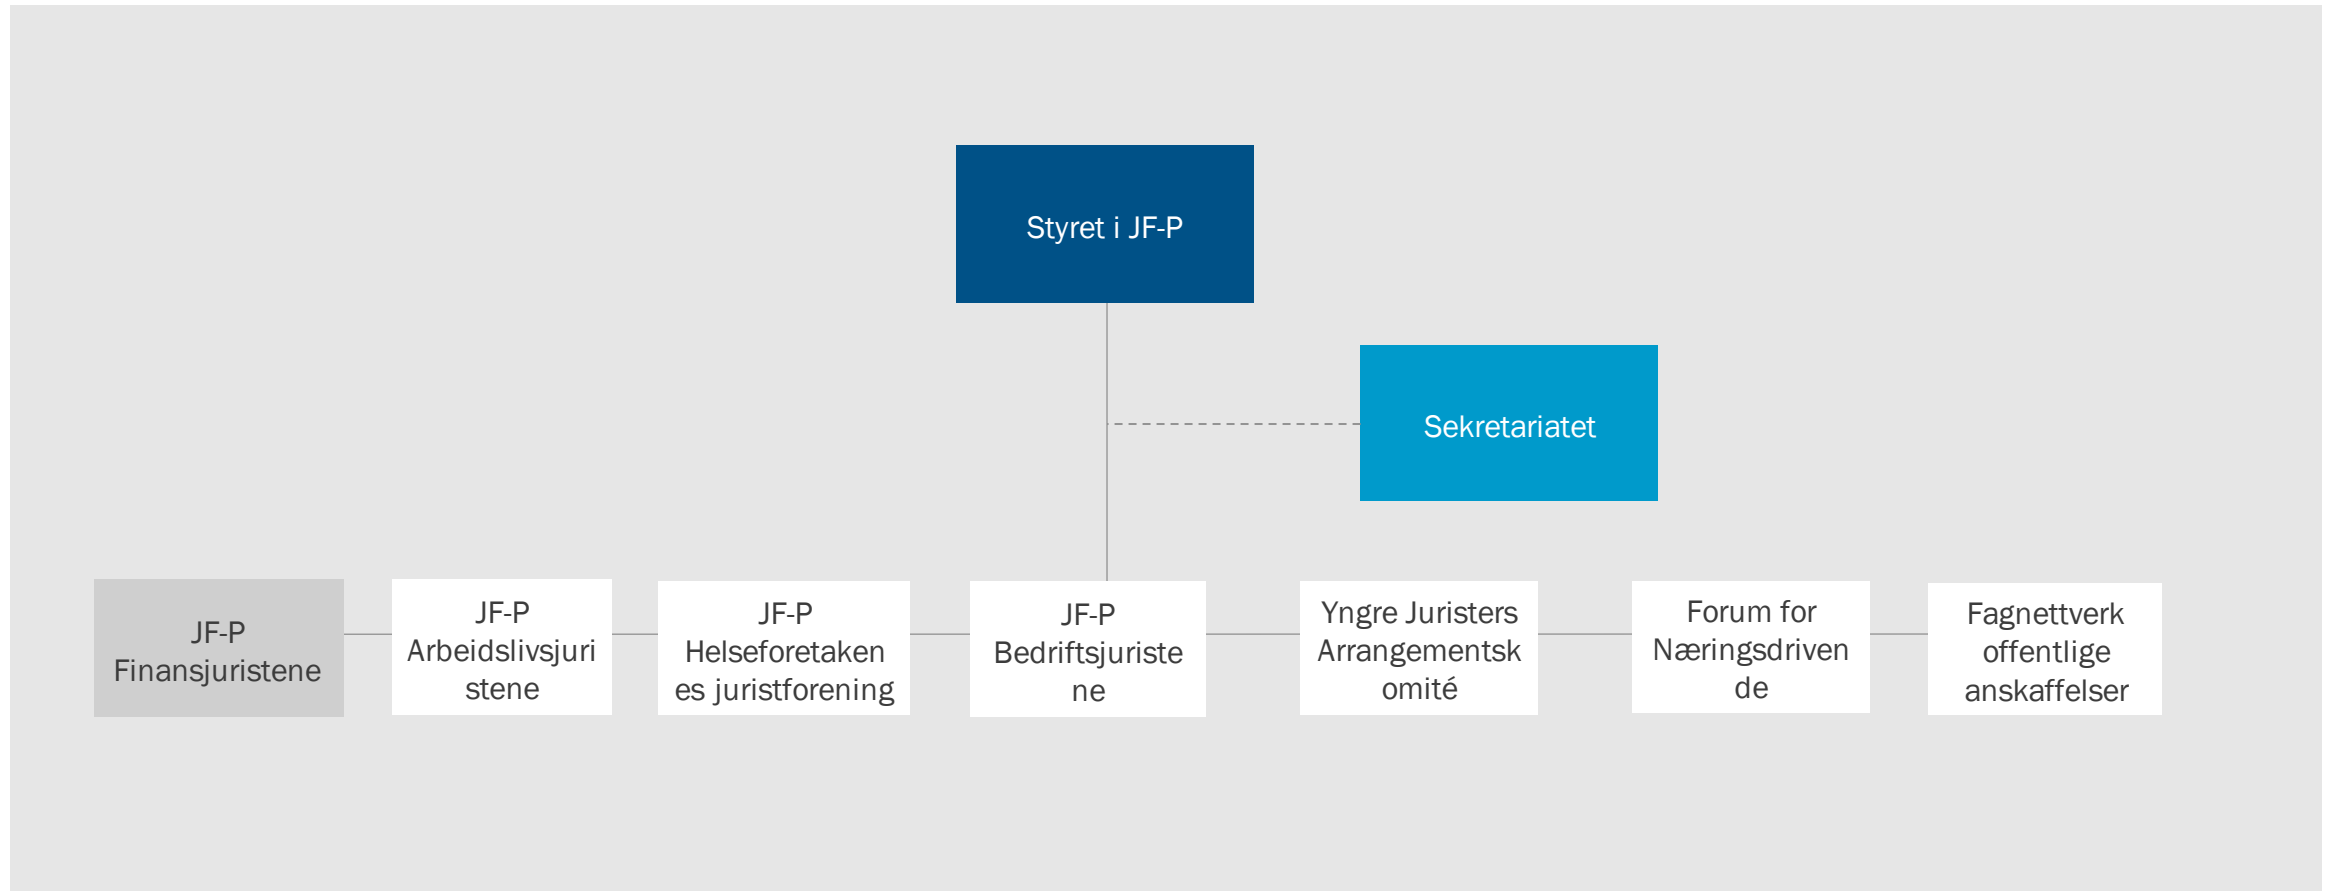 Styret i JF-P
Sekretariatet
JF-P
Finansjuristene
JF-P
Arbeidslivsjuri
stene
JF-P
Helseforetaken
es juristforening
JF-P
Bedriftsjuriste
ne
Yngre Juristers
Arrangementsk
omité
Forum for
Næringsdriven
de
Fagnettverk
offentlige
anskaffelser